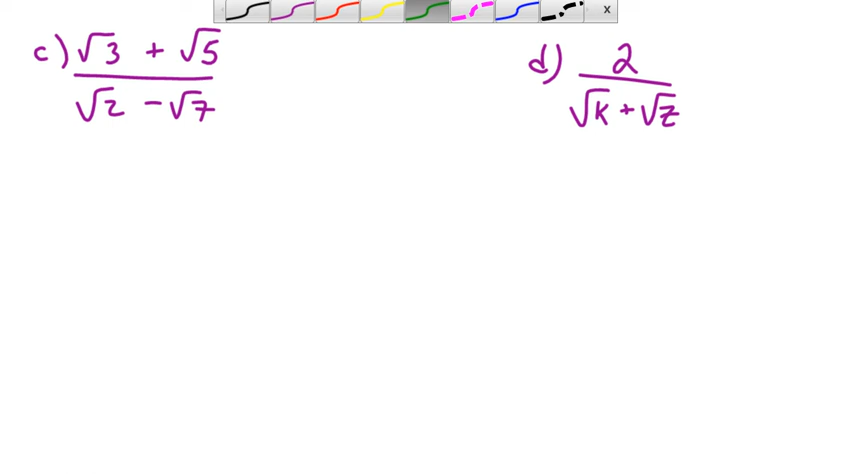 c) √3 + √5
√2 - √7
d) 2
√k + √z
x